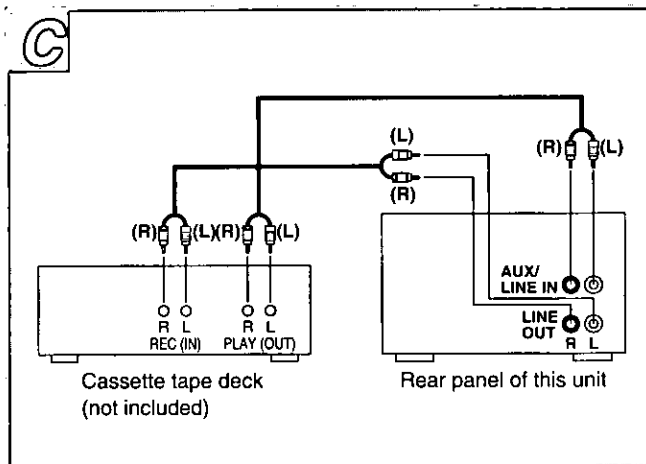 C
(L)
(R)
(R) (L)
(R) (L)(R) (L)
AUX/
LINE IN
LINE
OUT
R L
R L R L
REC (IN) PLAY (OUT)
Cassette tape deck
(not included)
Rear panel of this unit